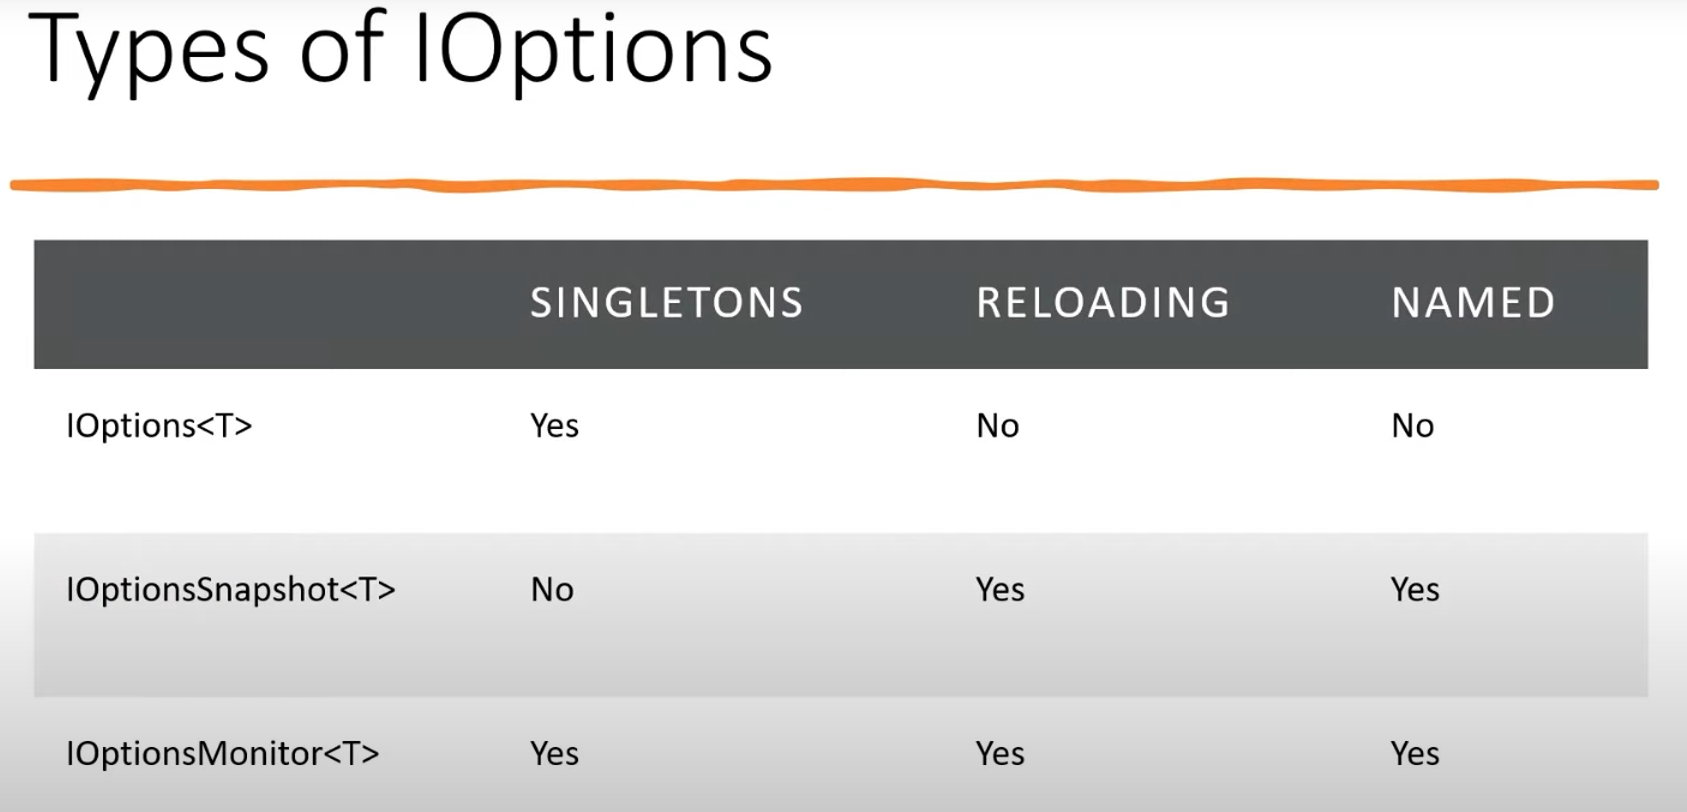 Types of IOptions
SINGLETONS RELOADING NAMED
IOptions<T> Yes No No
IOptionsSnapshot<T> No Yes Yes
IOptionsMonitor<T> Yes Yes Yes